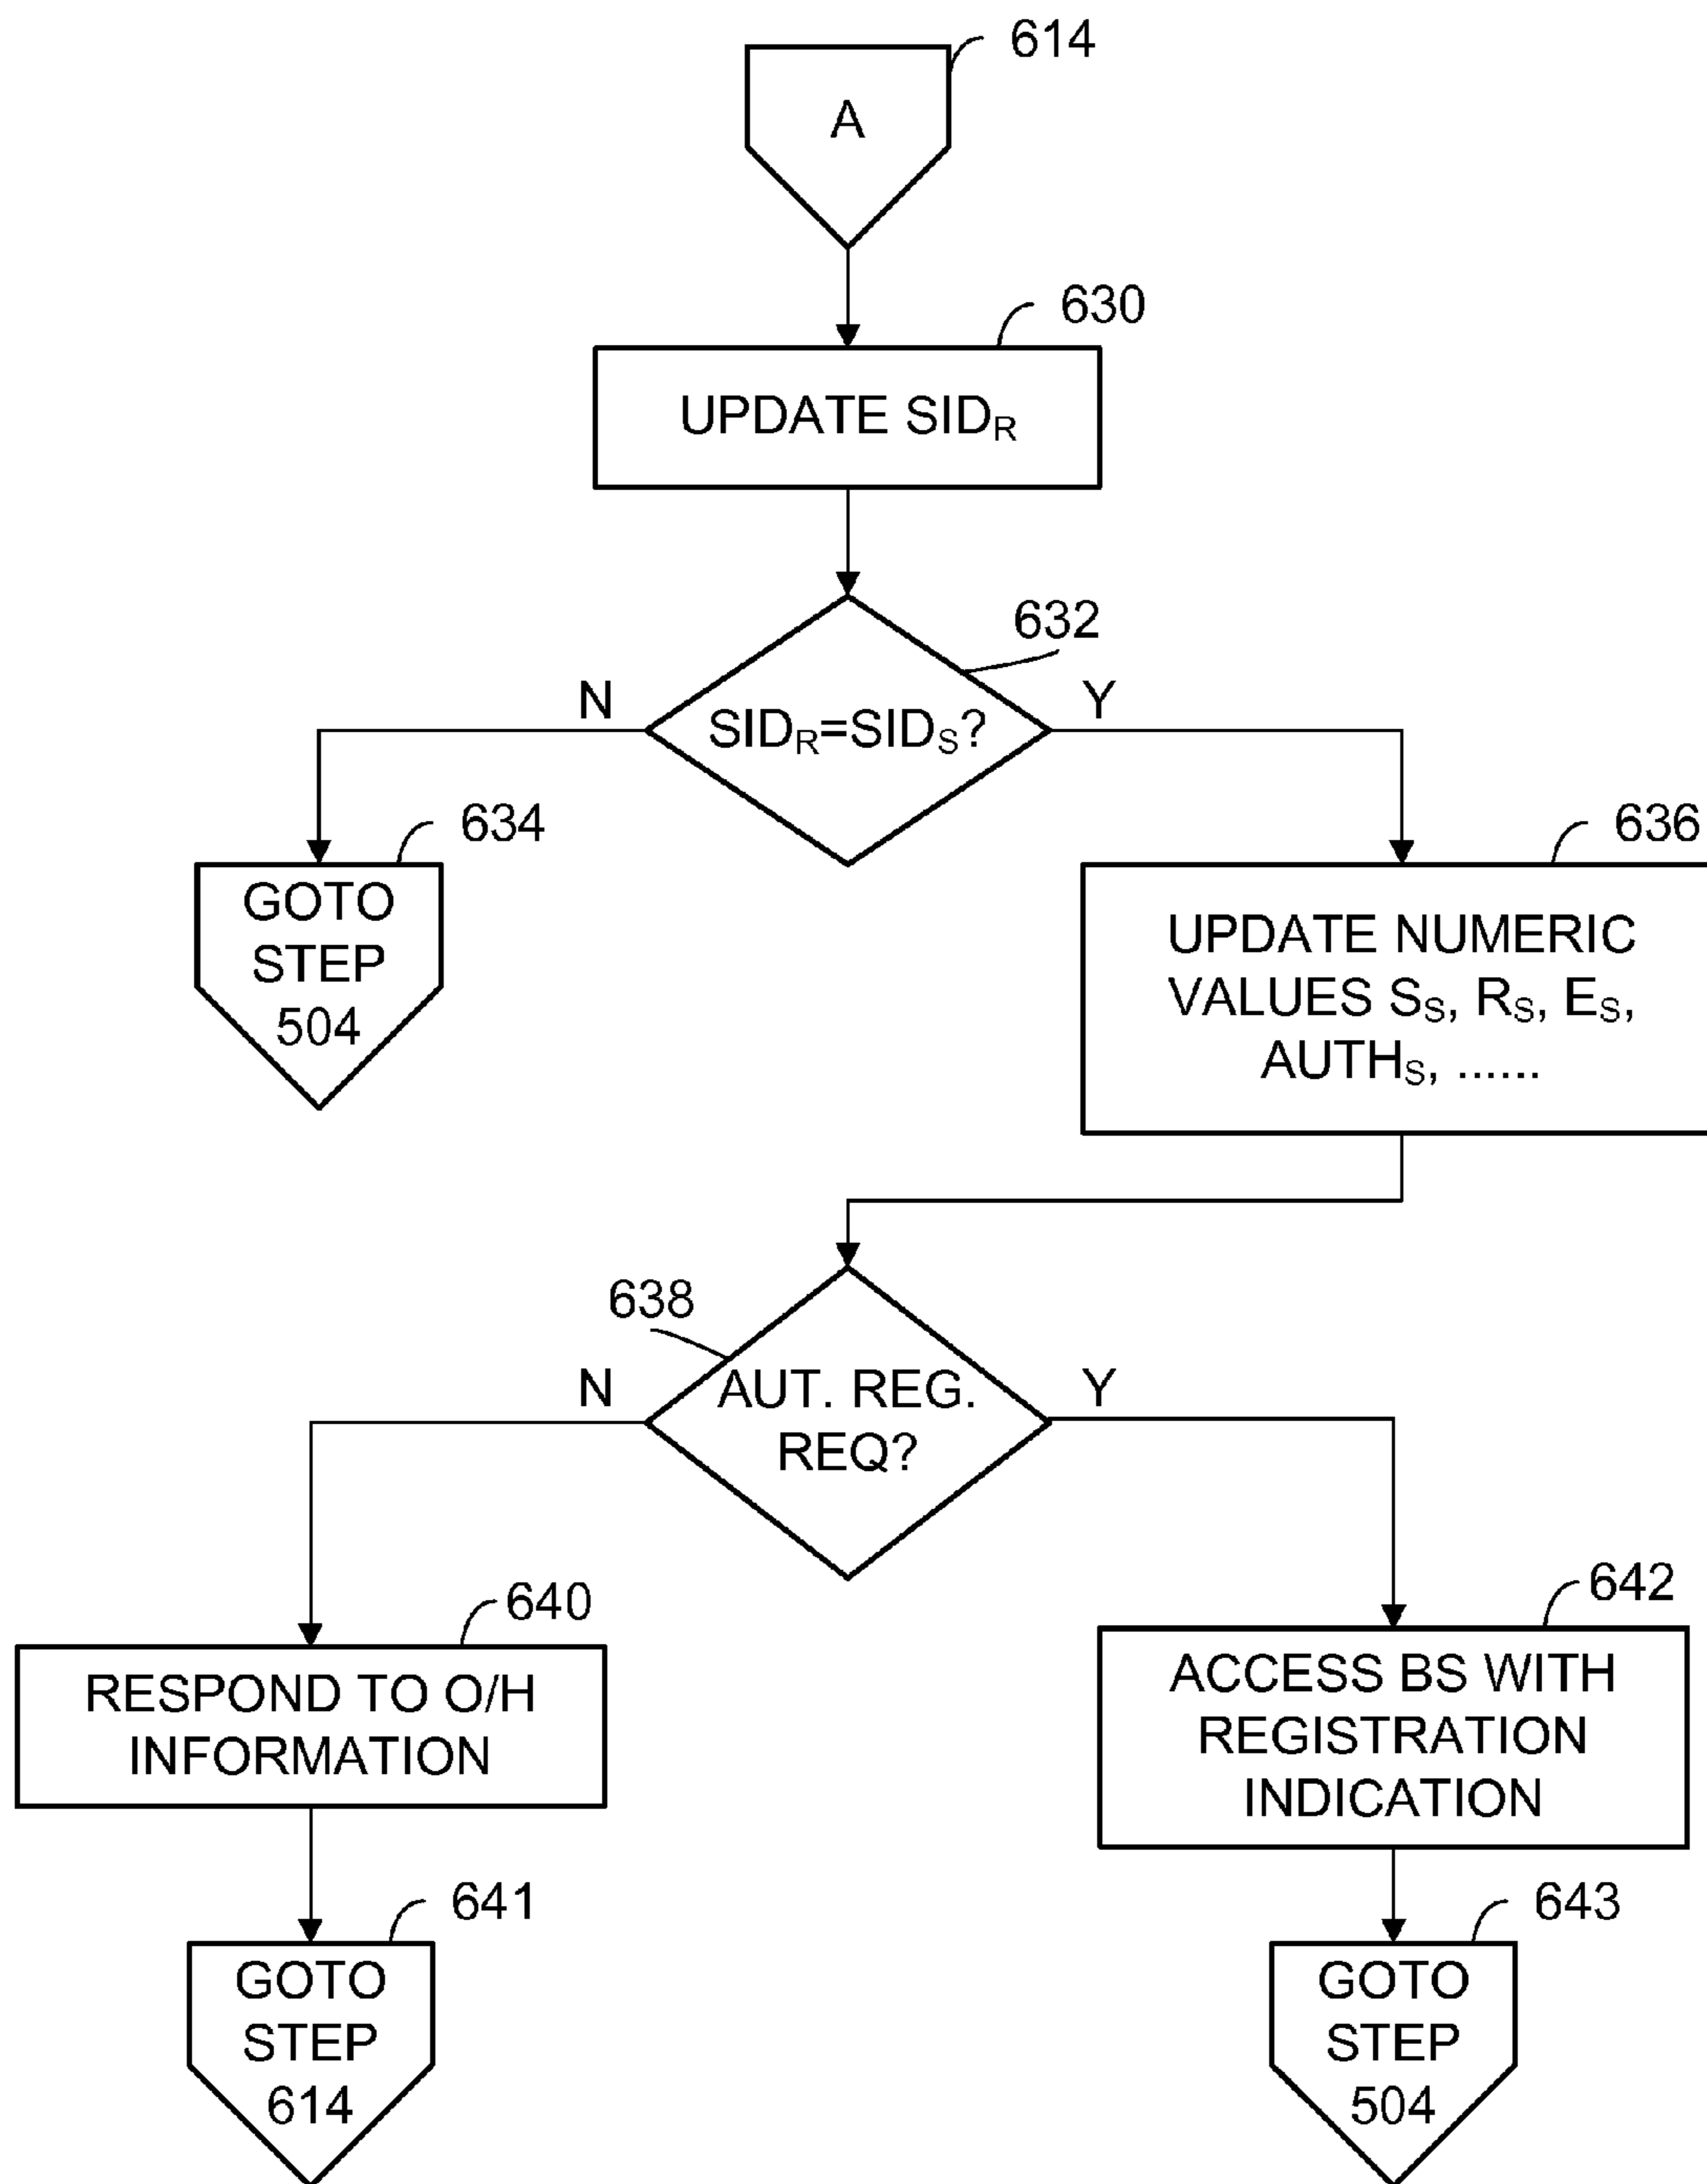 614
A
630
UPDATE SIDR
632
N
SIDR=SIDS?
Y
634
GOTO
STEP
504
636
UPDATE NUMERIC
VALUES SS, RS, ES,
AUTHS, ......
638
N
AUT. REG.
REQ?
Y
640
RESPOND TO O/H
INFORMATION
642
ACCESS BS WITH
REGISTRATION
INDICATION
641
GOTO
STEP
614
643
GOTO
STEP
504